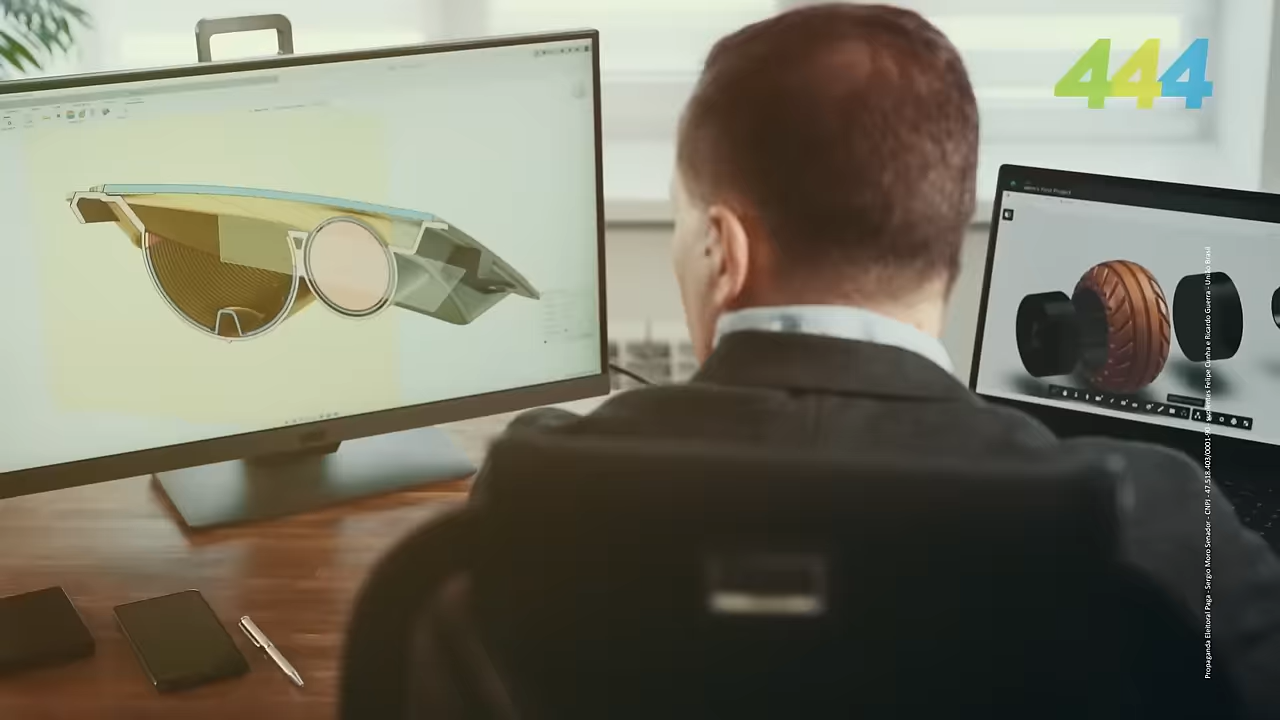 444
Propaganda Eleitoral Paga - Sergio Moro Senador - CNPJ - 47.518.403/0001-90 - suplentes Felipe Cunha e Ricardo Guerra - União Brasil